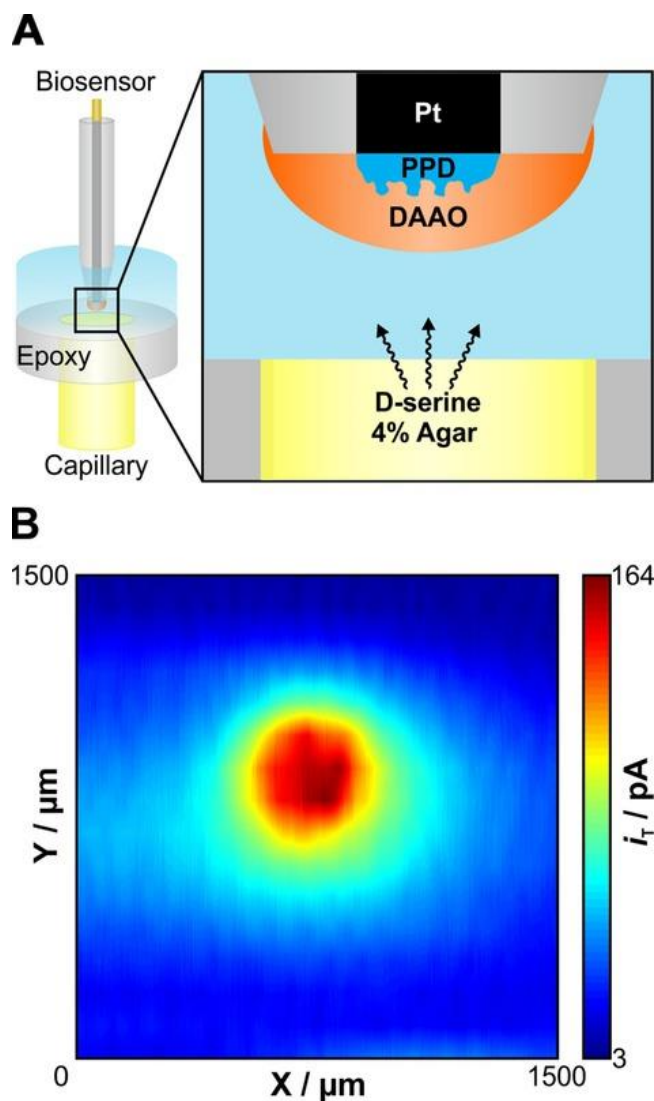 A
Biosensor
Pt
PPD
DAAO
Epoxy
D-serine
4% Agar
Capillary
B
1500
164
Y / µm
iT / pA
3
0
X / µm
1500